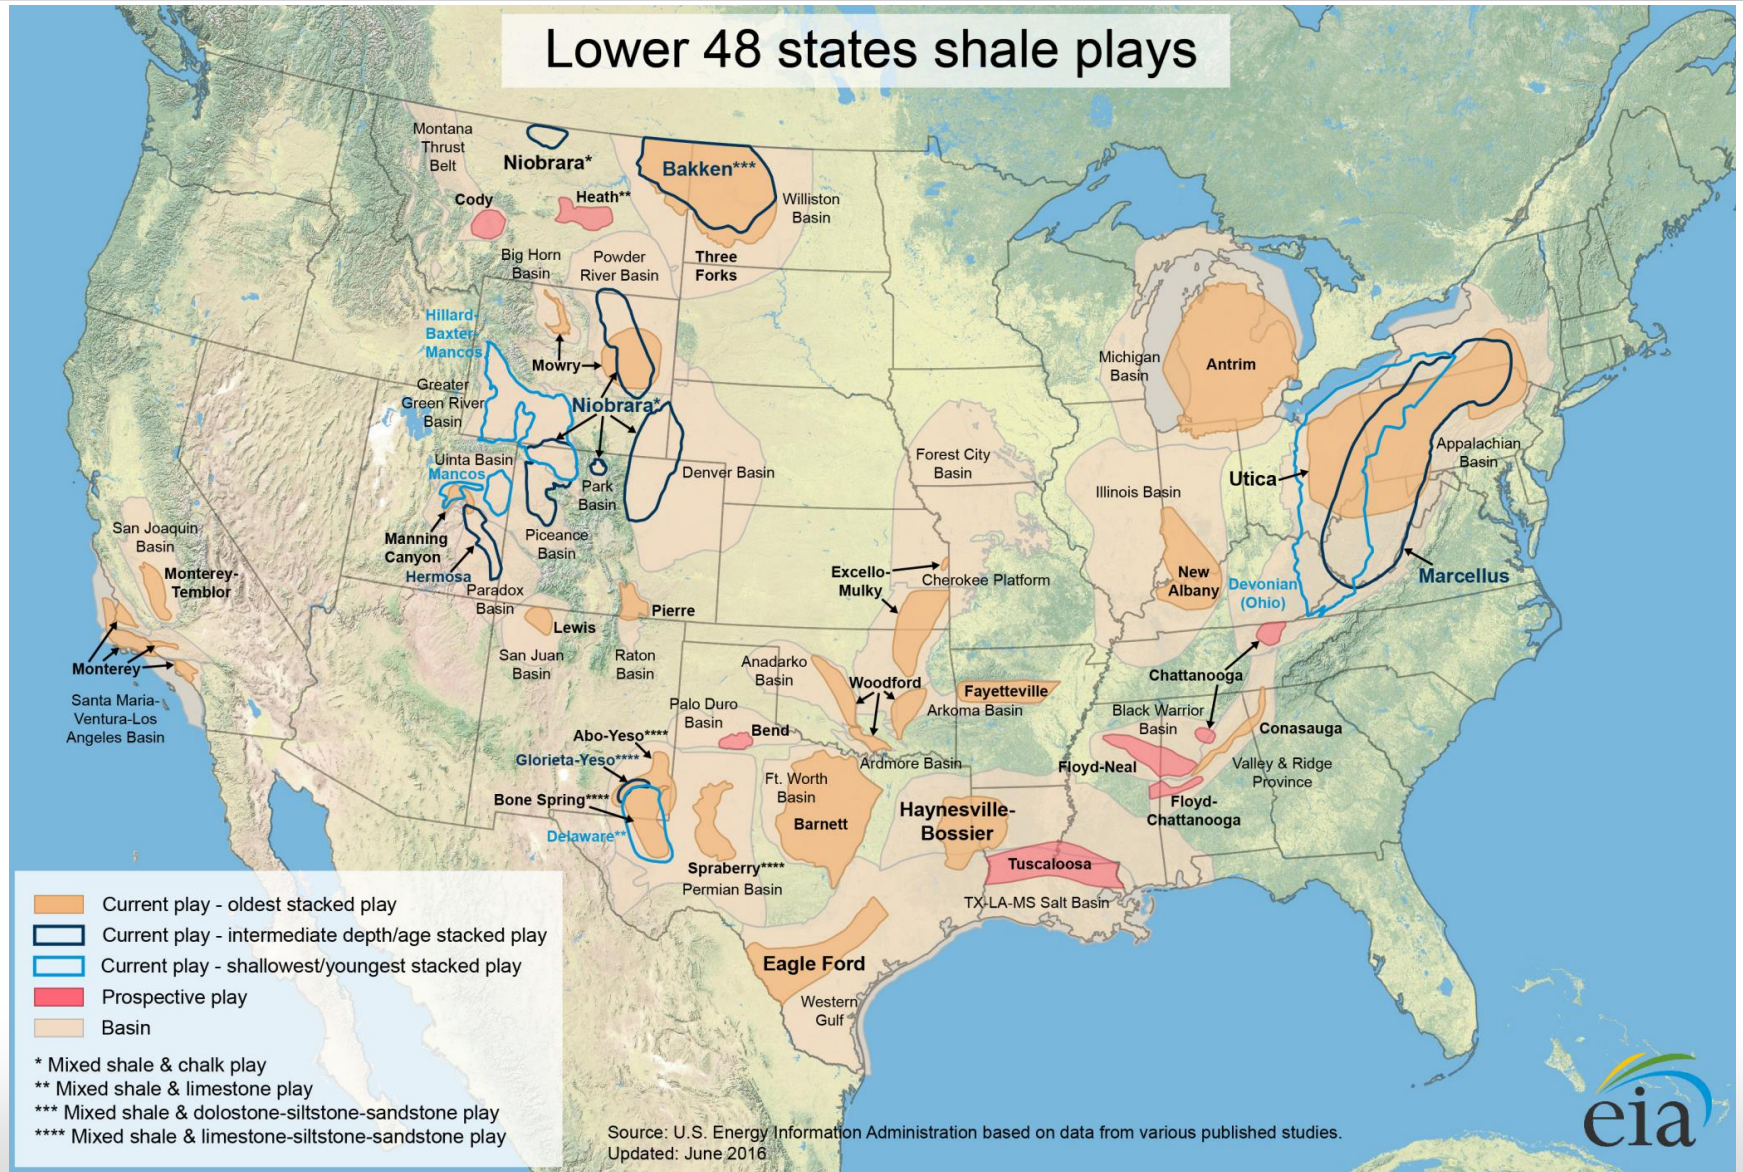 Lower 48 states shale plays
Montana
Thrust
Belt
Niobrara*
Bakken***
Williston
Basin
Cody
Heath**
Big Horn
Basin
Powder
River Basin
Three
Forks
Hillard-
Baxter-
Mancos
Mowry
Greater
Green River
Basin
Niobrara*
Michigan
Basin
Antrim
Uinta Basin
Mancos
Park
Basin
Denver Basin
Forest City
Basin
Illinois Basin
Utica
Appalachian
Basin
San Joaquin
Basin
Manning
Canyon
Piceance
Basin
Hermosa
Paradox
Basin
Monterey-
Temblor
Excello-
Mulky
Cherokee Platform
New
Albany
Devonian
(Ohio)
Marcellus
Pierre
Lewis
San Juan
Basin
Raton
Basin
Monterey
Santa Maria-
Ventura-Los
Angeles Basin
Anadarko
Basin
Woodford
Fayetteville
Arkoma Basin
Chattanooga
Palo Duro
Basin
Bend
Black Warrior
Basin
Conasauga
Abo-Yeso****
Glorieta-Yeso****
Ardmore Basin
Floyd-Neal
Valley & Ridge
Province
Bone Spring****
Ft. Worth
Basin
Barnett
Haynesville-
Bossier
Floyd-
Chattanooga
Delaware**
Spraberry****
Permian Basin
Tuscaloosa
TX-LA-MS Salt Basin
Eagle Ford
Western
Gulf
Current play - oldest stacked play
Current play - intermediate depth/age stacked play
Current play - shallowest/youngest stacked play
Prospective play
Basin
* Mixed shale & chalk play
** Mixed shale & limestone play
*** Mixed shale & dolostone-siltstone-sandstone play
**** Mixed shale & limestone-siltstone-sandstone play
Source: U.S. Energy Information Administration based on data from various published studies.
Updated: June 2016
eia